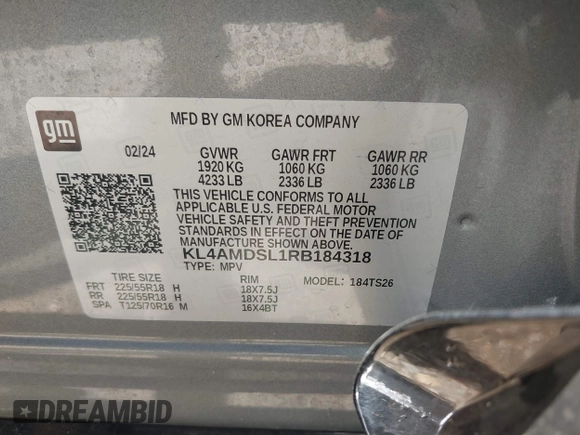 gm
MFD BY GM KOREA COMPANY
02/24 GVWR GAWR FRT GAWR RR
1920 KG 1060 KG 1060 KG
4233 LB 2336 LB 2336 LB
THIS VEHICLE CONFORMS TO ALL
APPLICABLE U.S. FEDERAL MOTOR
VEHICLE SAFETY AND THEFT PREVENTION
STANDARDS IN EFFECT ON THE DATE OF
MANUFACTURE SHOWN ABOVE.
KL4AMDSL1RB184318
TYPE: MPV MODEL: 184TS26
TIRE SIZE RIM
FRT 225/55R18 H 18X7.5J
RR 225/55R18 H 18X7.5J
SPA T125/70R16 M 16X4BT
DREAMBID